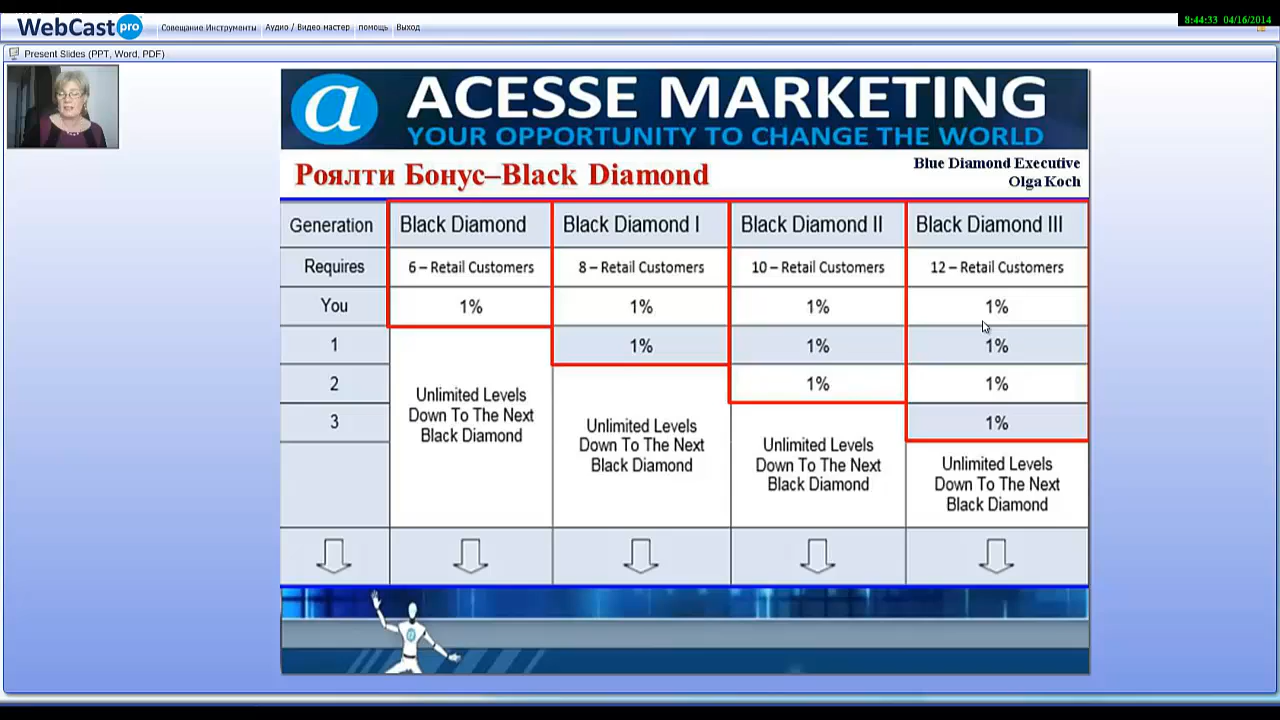 8:44:33 04/16/2014
WebCast pro
Совещание Инструменты Аудио / Видео мастер помощь Выход
Present Slides (PPT, Word, PDF)
a ACESSE MARKETING
YOUR OPPORTUNITY TO CHANGE THE WORLD
Роялти Бонус–Black Diamond
Blue Diamond Executive
Olga Koch
Generation Black Diamond Black Diamond I Black Diamond II Black Diamond III
Requires 6 – Retail Customers 8 – Retail Customers 10 – Retail Customers 12 – Retail Customers
You 1% 1% 1% 1%
1 1% 1% 1%
2 1% 1%
3 1%
Unlimited Levels
Down To The Next
Black Diamond
Unlimited Levels
Down To The Next
Black Diamond
Unlimited Levels
Down To The Next
Black Diamond
Unlimited Levels
Down To The Next
Black Diamond